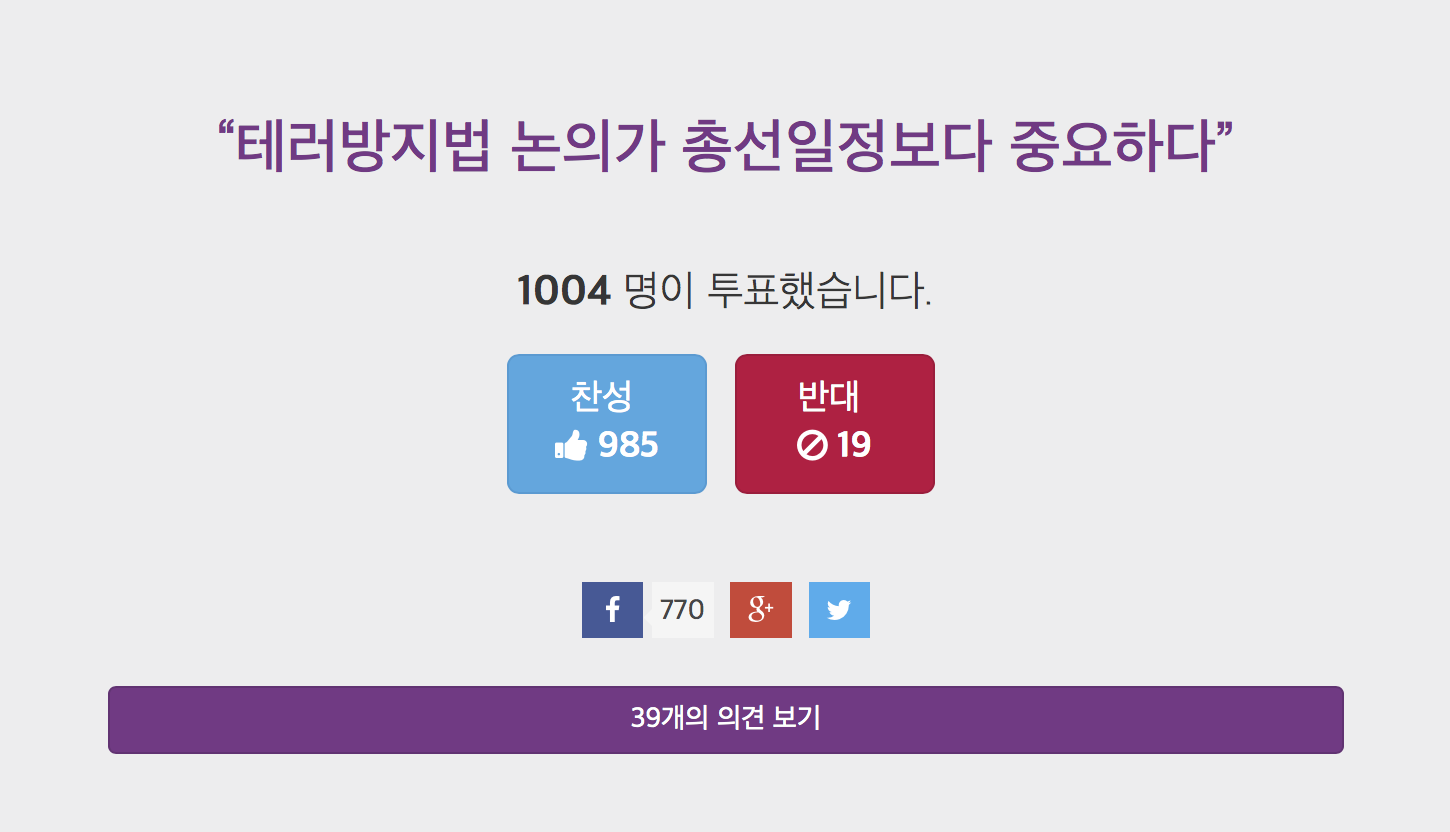 “테러방지법 논의가 총선일정보다 중요하다”
1004 명이 투표했습니다.
찬성
985
반대
19
f
770
g+
39개의 의견 보기